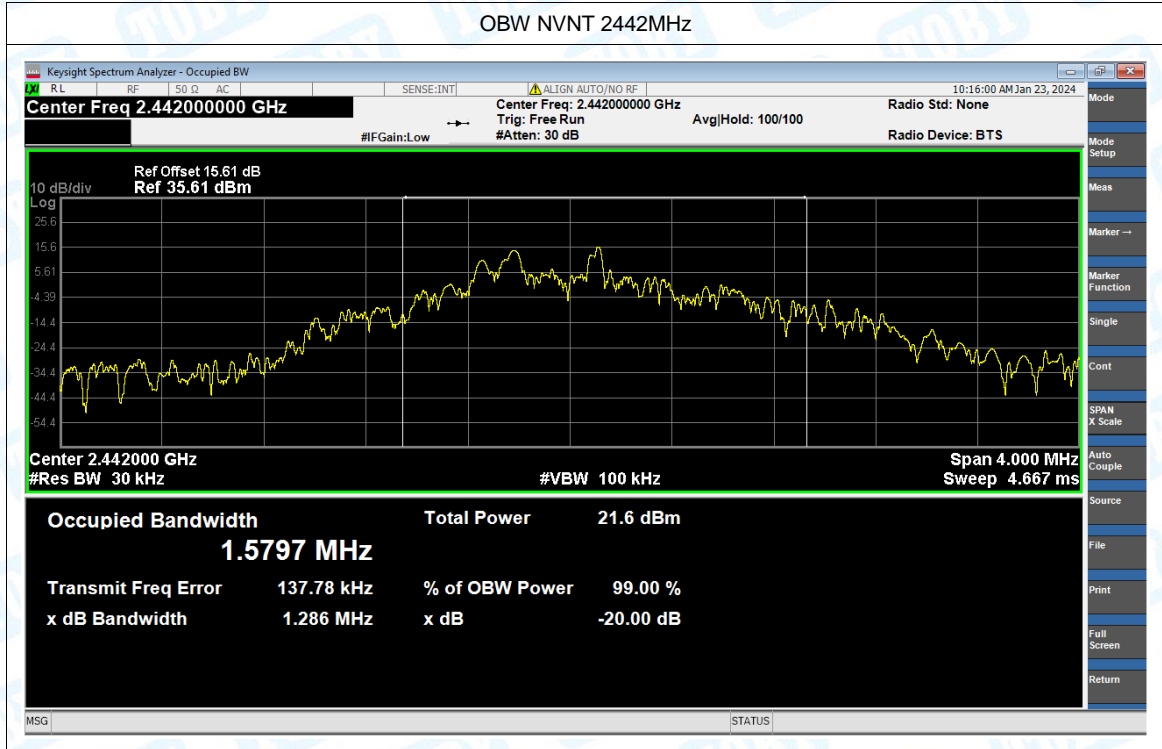 OBW NVNT 2442MHz
Keysight Spectrum Analyzer - Occupied BW
LXI RL RF 50 Ω AC SENSE:INT ALIGN AUTO/NO RF 10:16:00 AM Jan 23, 2024
Center Freq 2.442000000 GHz
Center Freq: 2.442000000 GHz
Radio Std: None
Trig: Free Run
Avg|Hold: 100/100
#IFGain:Low
#Atten: 30 dB
Radio Device: BTS
Ref Offset 15.61 dB
10 dB/div Ref 35.61 dBm
Log
25.6
15.6
5.61
-4.39
-14.4
-24.4
-34.4
-44.4
-54.4
Center 2.442000 GHz
Span 4.000 MHz
#Res BW 30 kHz
#VBW 100 kHz
Sweep 4.667 ms
Occupied Bandwidth
1.5797 MHz
Total Power 21.6 dBm
Transmit Freq Error 137.78 kHz
% of OBW Power 99.00 %
x dB Bandwidth 1.286 MHz
x dB -20.00 dB
MSG
STATUS
Mode
Mode
Setup
Meas
Marker→
Marker
Function
Single
Cont
SPAN
X Scale
Auto
Couple
Source
File
Print
Full
Screen
Return
TOBY